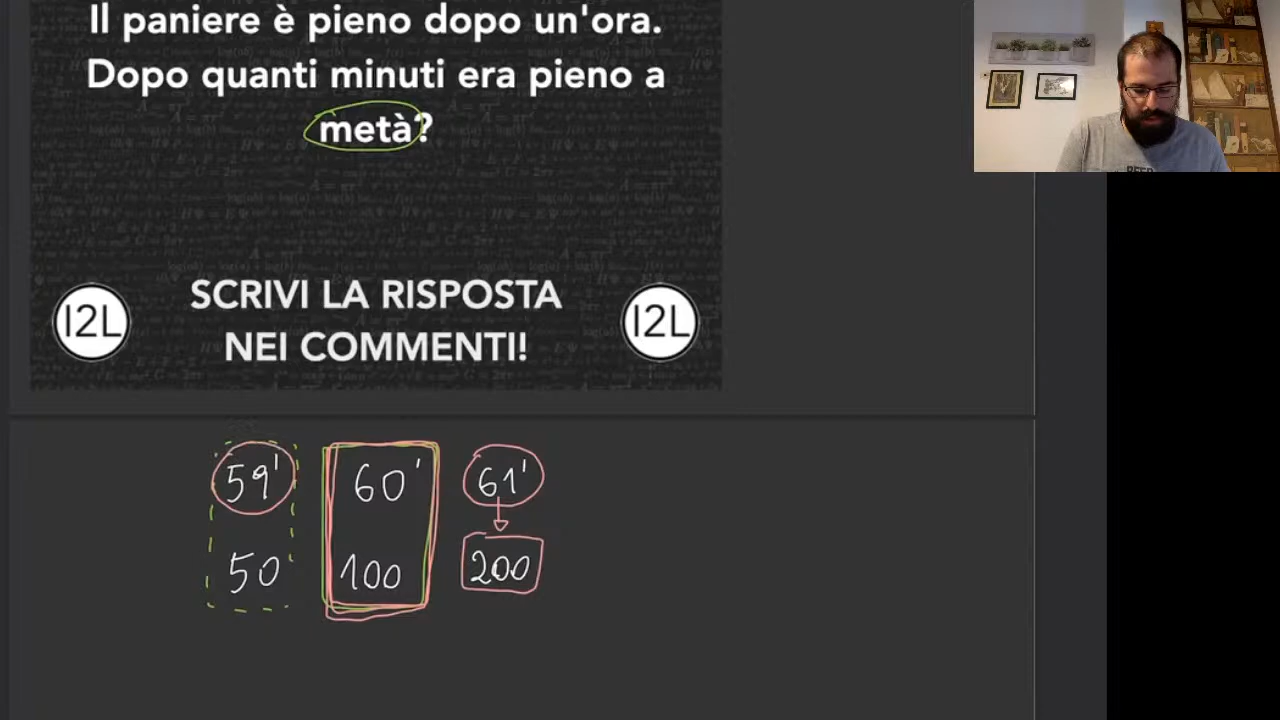 Il paniere è pieno dopo un'ora.
Dopo quanti minuti era pieno a
metà?
I2L
SCRIVI LA RISPOSTA
NEI COMMENTI!
I2L
59' 60' 61'
50 100 200